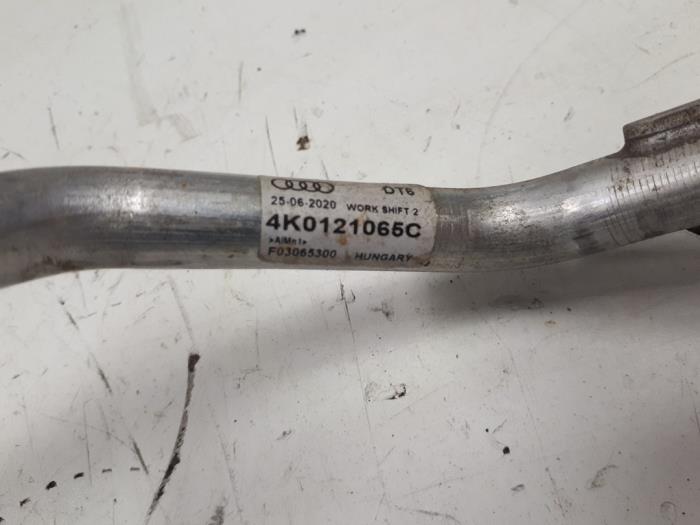 DT6
25-06-2020 WORK SHIFT 2
4K0121065C
>AlMn1<
F03065300 HUNGARY